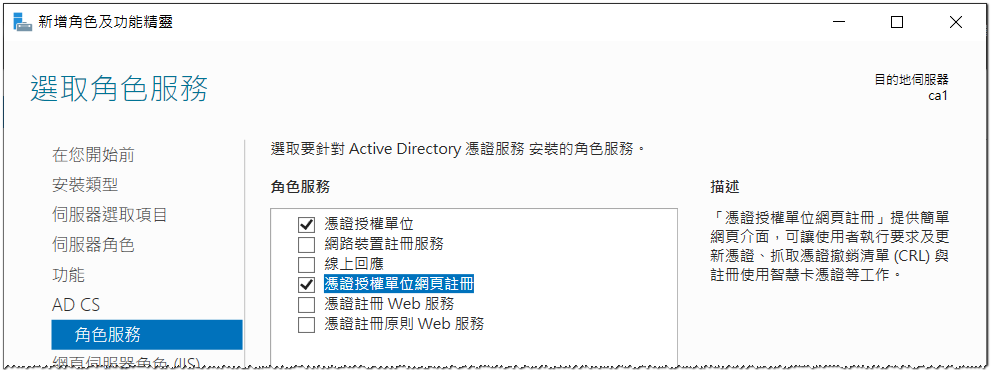 新增角色及功能精靈
選取角色服務
目的地伺服器
ca1
在您開始前
安裝類型
伺服器選取項目
伺服器角色
功能
AD CS
角色服務
網頁伺服器角色 (IIS)
選取要針對 Active Directory 憑證服務 安裝的角色服務。
角色服務
憑證授權單位
網路裝置註冊服務
線上回應
憑證授權單位網頁註冊
憑證註冊 Web 服務
憑證註冊原則 Web 服務
描述
「憑證授權單位網頁註冊」提供簡單
網頁介面，可讓使用者執行要求及更
新憑證、抓取憑證撤銷清單 (CRL) 與
註冊使用智慧卡憑證等工作。